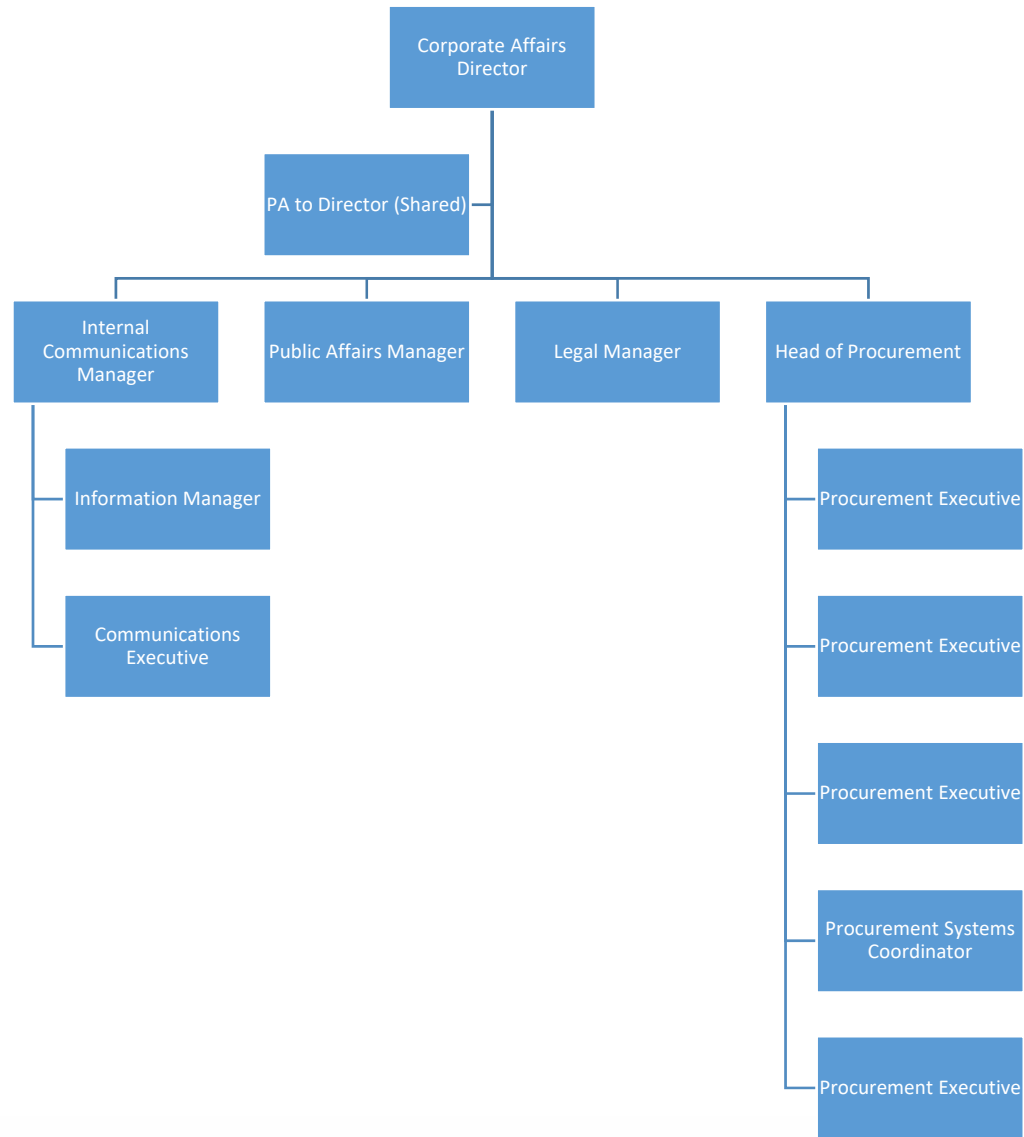 Corporate Affairs
Director
PA to Director (Shared)
Internal
Communications
Manager
Public Affairs Manager
Legal Manager
Head of Procurement
Information Manager
Communications
Executive
Procurement Executive
Procurement Executive
Procurement Executive
Procurement Systems
Coordinator
Procurement Executive